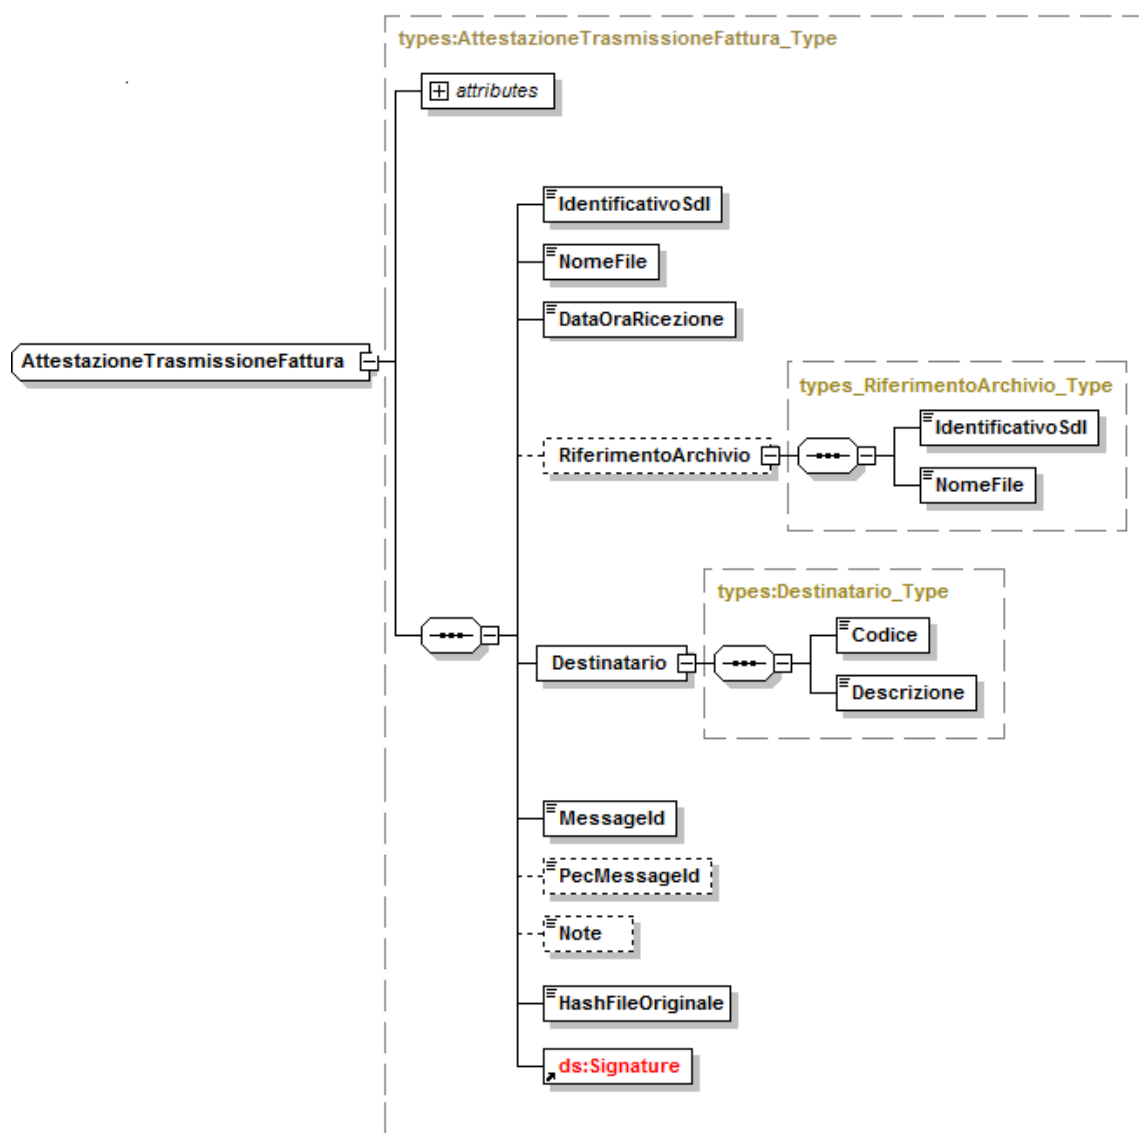 types:AttestazioneTrasmissioneFattura_Type
attributes
IdentificativoSdI
NomeFile
DataOraRicezione
AttestazioneTrasmissioneFattura
types_RiferimentoArchivio_Type
IdentificativoSdI
RiferimentoArchivio
NomeFile
types:Destinatario_Type
Codice
Destinatario
Descrizione
MessageId
PecMessageId
Note
HashFileOriginale
ds:Signature